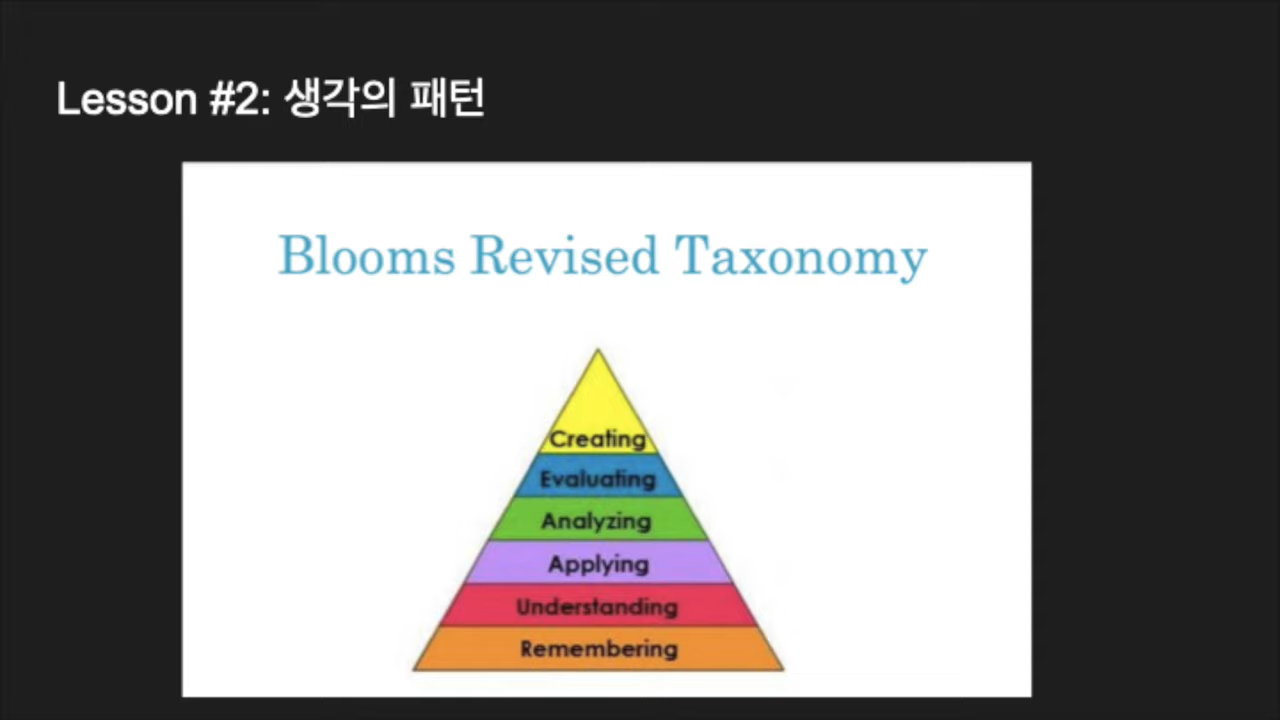 Lesson #2: 생각의 패턴
Blooms Revised Taxonomy
Creating
Evaluating
Analyzing
Applying
Understanding
Remembering